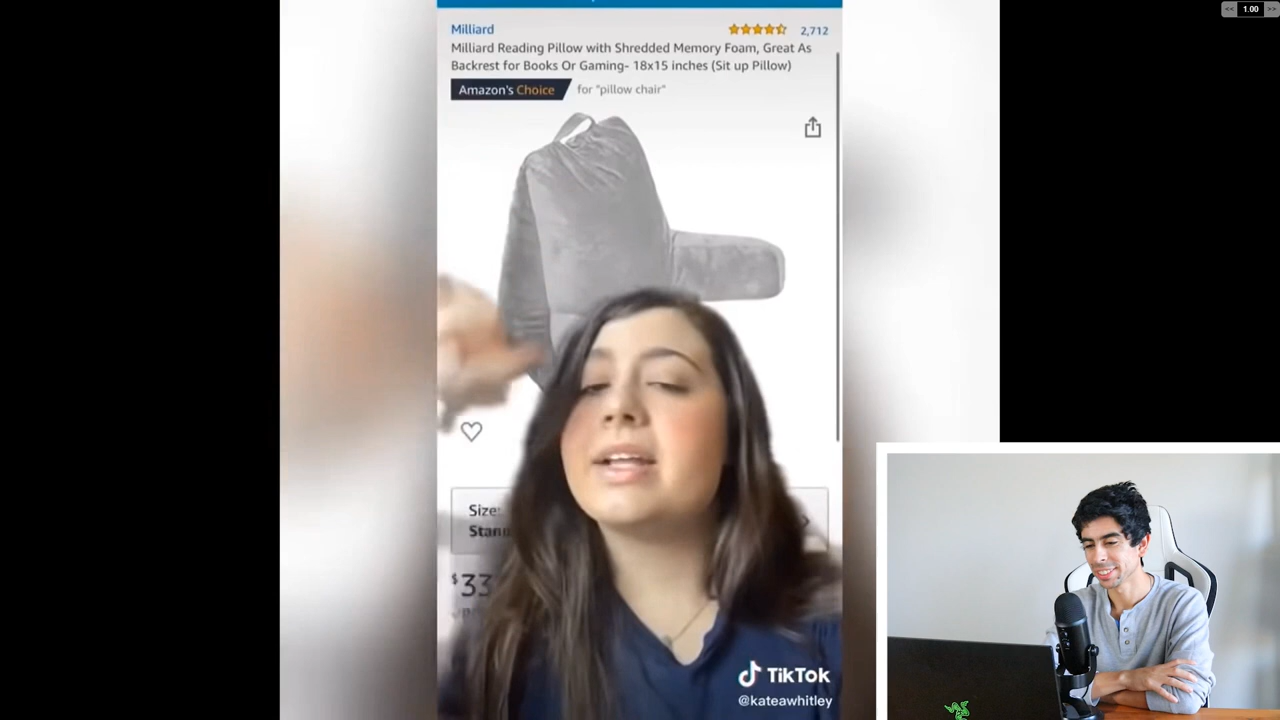 << 1.00 >>
Milliard
2,712
Milliard Reading Pillow with Shredded Memory Foam, Great As
Backrest for Books Or Gaming- 18x15 inches (Sit up Pillow)
Amazon's Choice for "pillow chair"
Size:
$33
TikTok
@kateawhitley